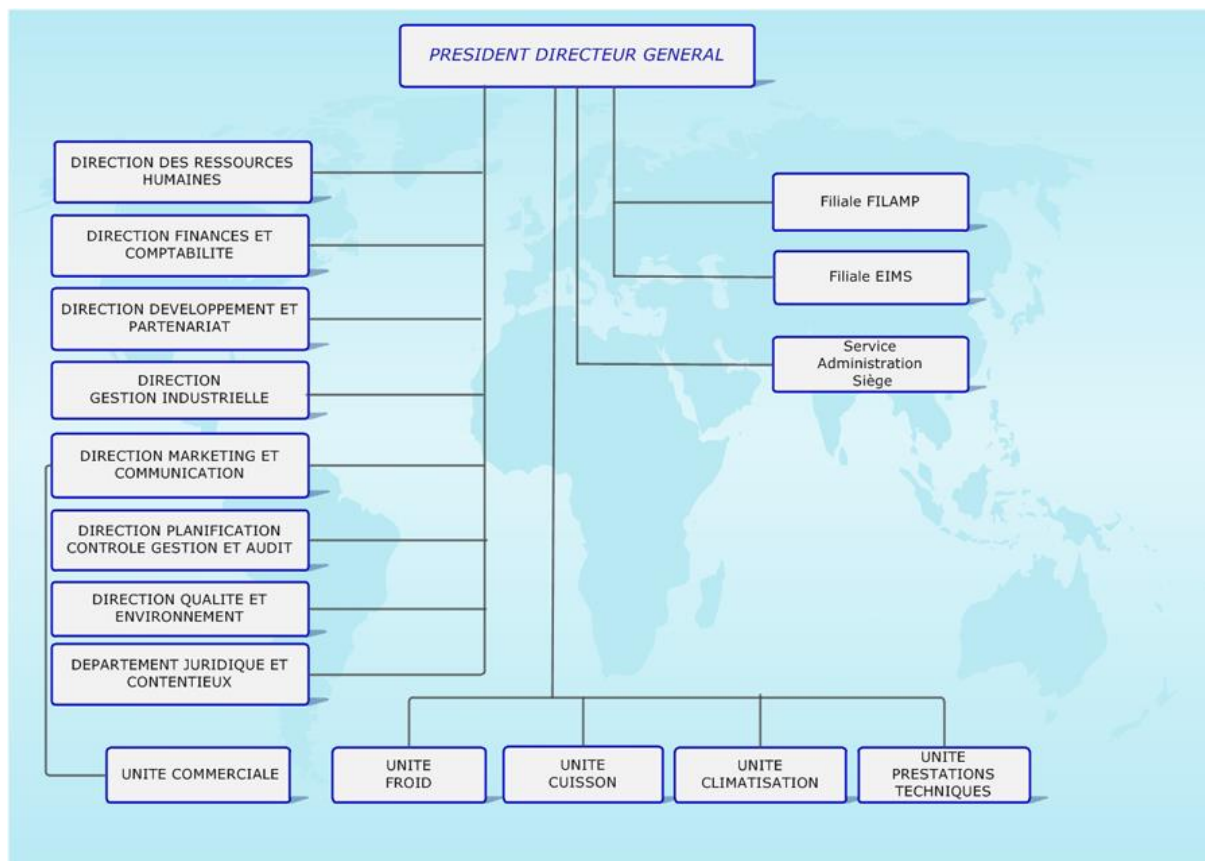 PRESIDENT DIRECTEUR GENERAL
DIRECTION DES RESSOURCES
HUMAINES
DIRECTION FINANCES ET
COMPTABILITE
DIRECTION DEVELOPPEMENT ET
PARTENARIAT
DIRECTION
GESTION INDUSTRIELLE
DIRECTION MARKETING ET
COMMUNICATION
DIRECTION PLANIFICATION
CONTROLE GESTION ET AUDIT
DIRECTION QUALITE ET
ENVIRONNEMENT
DEPARTEMENT JURIDIQUE ET
CONTENTIEUX
Filiale FILAMP
Filiale EIMS
Service
Administration
Siège
UNITE COMMERCIALE
UNITE
FROID
UNITE
CUISSON
UNITE
CLIMATISATION
UNITE
PRESTATIONS
TECHNIQUES